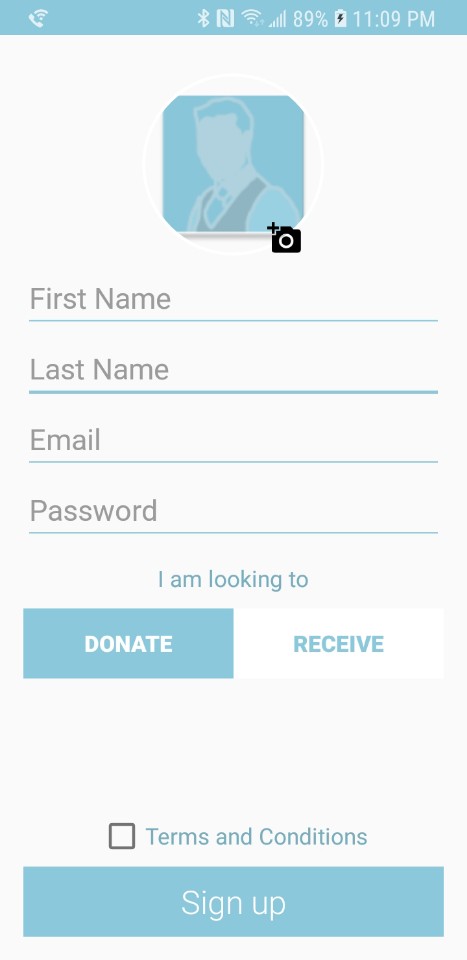 89% 11:09 PM
First Name
Last Name
Email
Password
I am looking to
DONATE RECEIVE
Terms and Conditions
Sign up